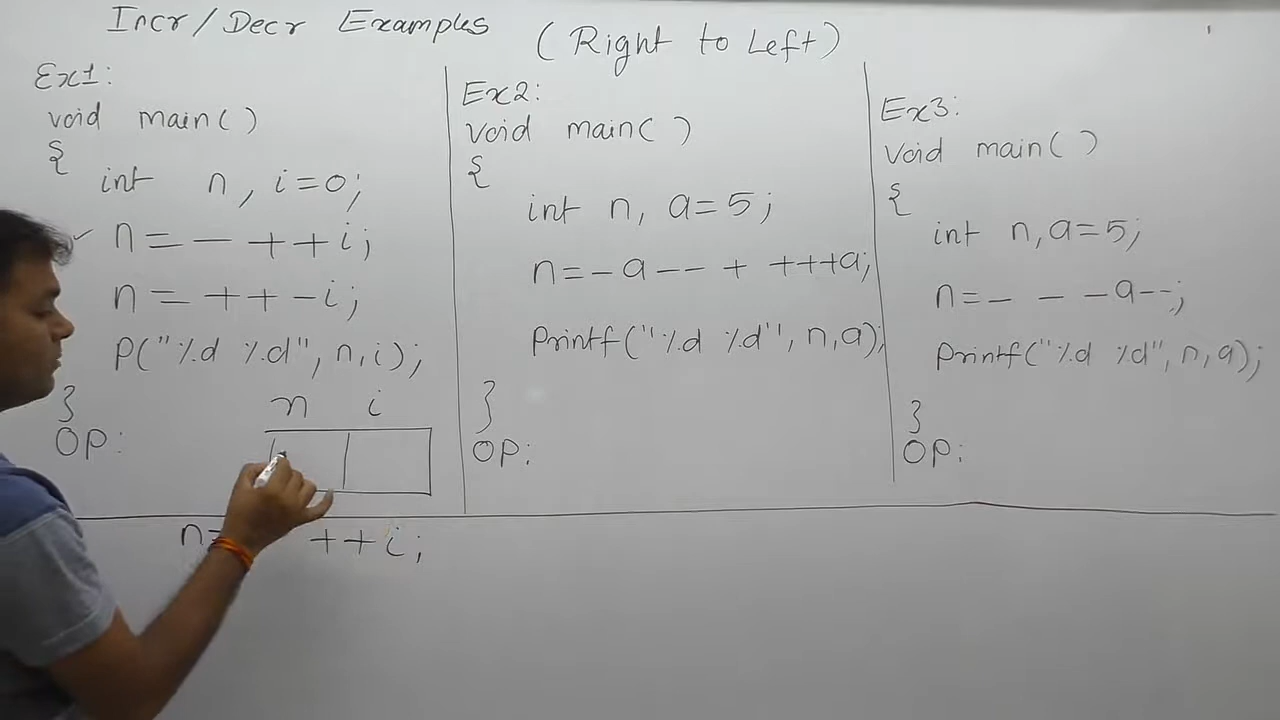 Incr/Decr Examples (Right to Left)
Ex1:
void main( )
{
int n, i=0;
✓ n=- ++i;
n=++-i;
P("%d %d", n,i);
}
OP:
n i
n= ++i;
Ex2:
void main( )
{
int n, a=5;
n=-a-- + +++a;
Printf("%d %d", n,a);
}
OP:
Ex3:
void main( )
{
int n,a=5;
n=- - -a--;
Printf("%d %d", n,a);
}
OP: